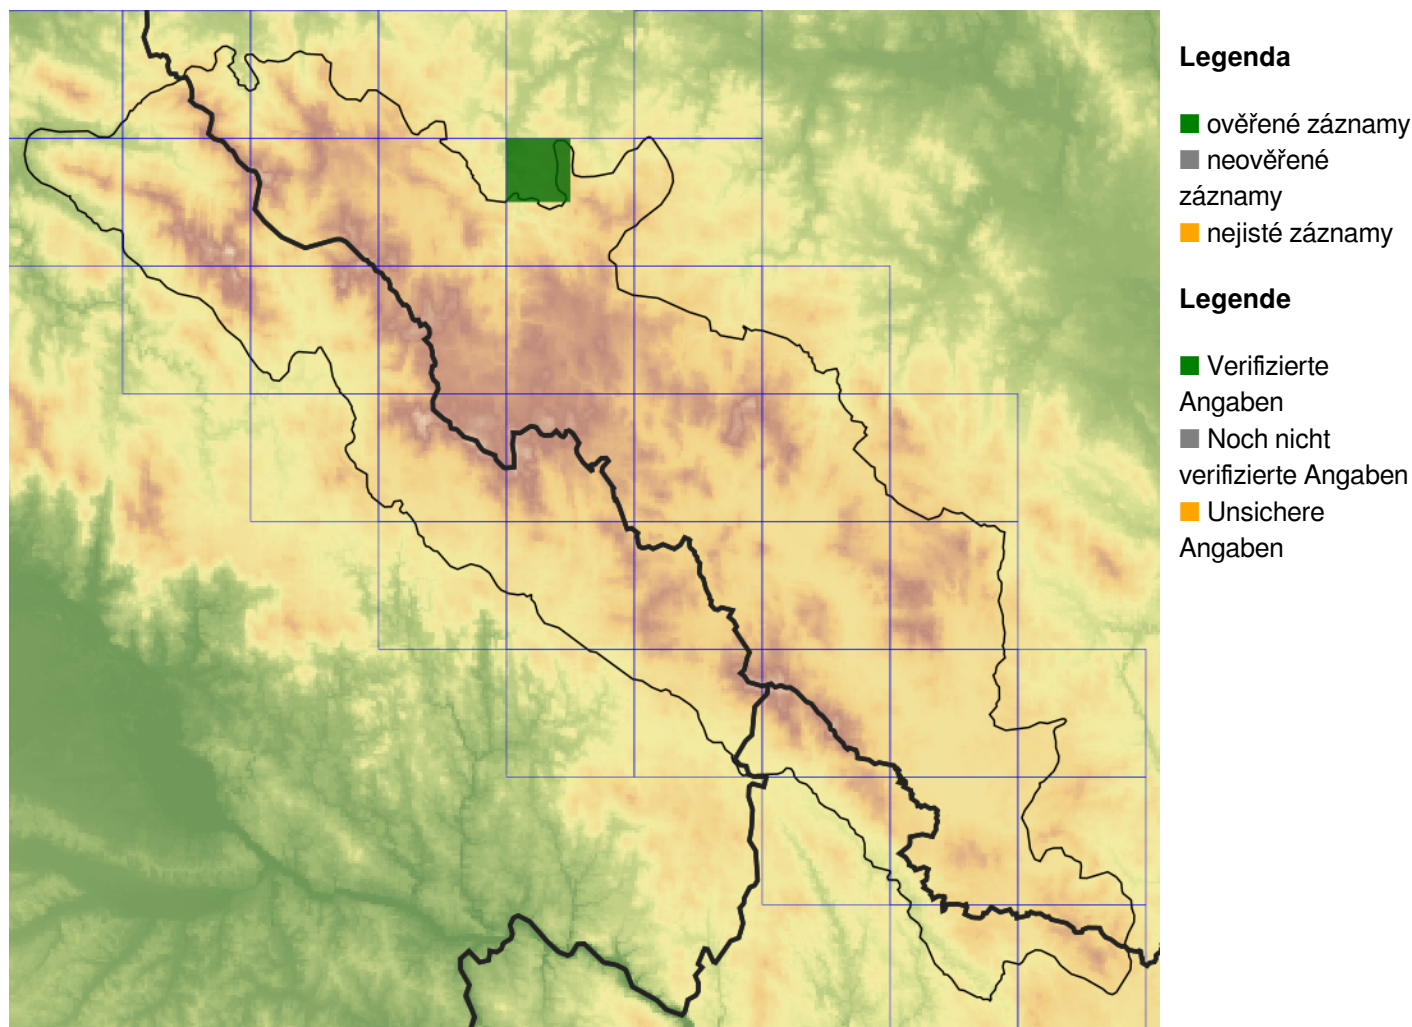 Legenda
ověřené záznamy
neověřené
záznamy
nejisté záznamy
Legende
Verifizierte
Angaben
Noch nicht
verifizierte Angaben
Unsichere
Angaben